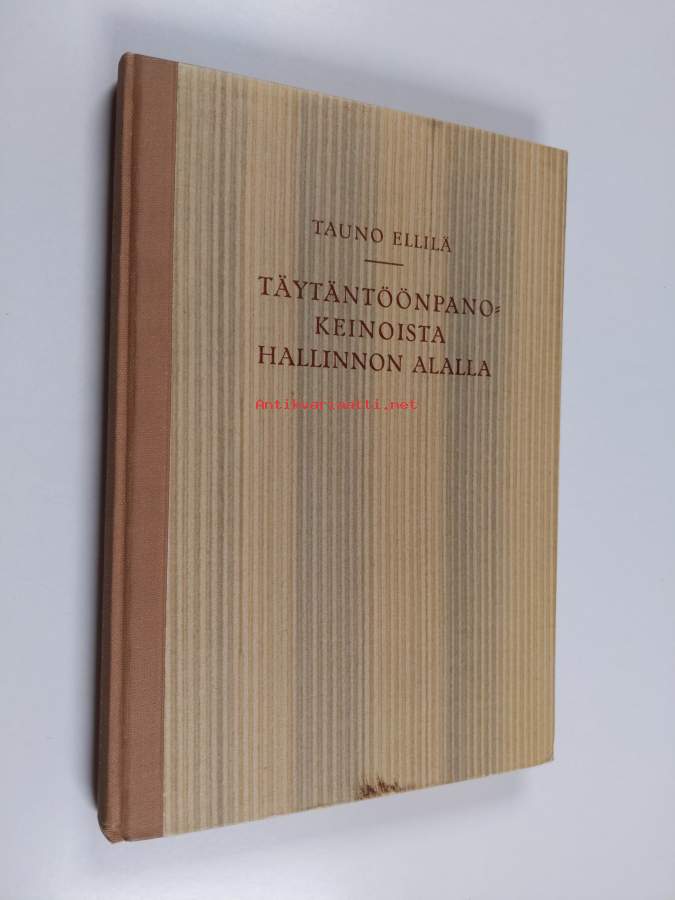 TAUNO ELLILÄ
TÄYTÄNTÖÖNPANO=
KEINOISTA
HALLINNON ALALLA
Antikvariaatti.net